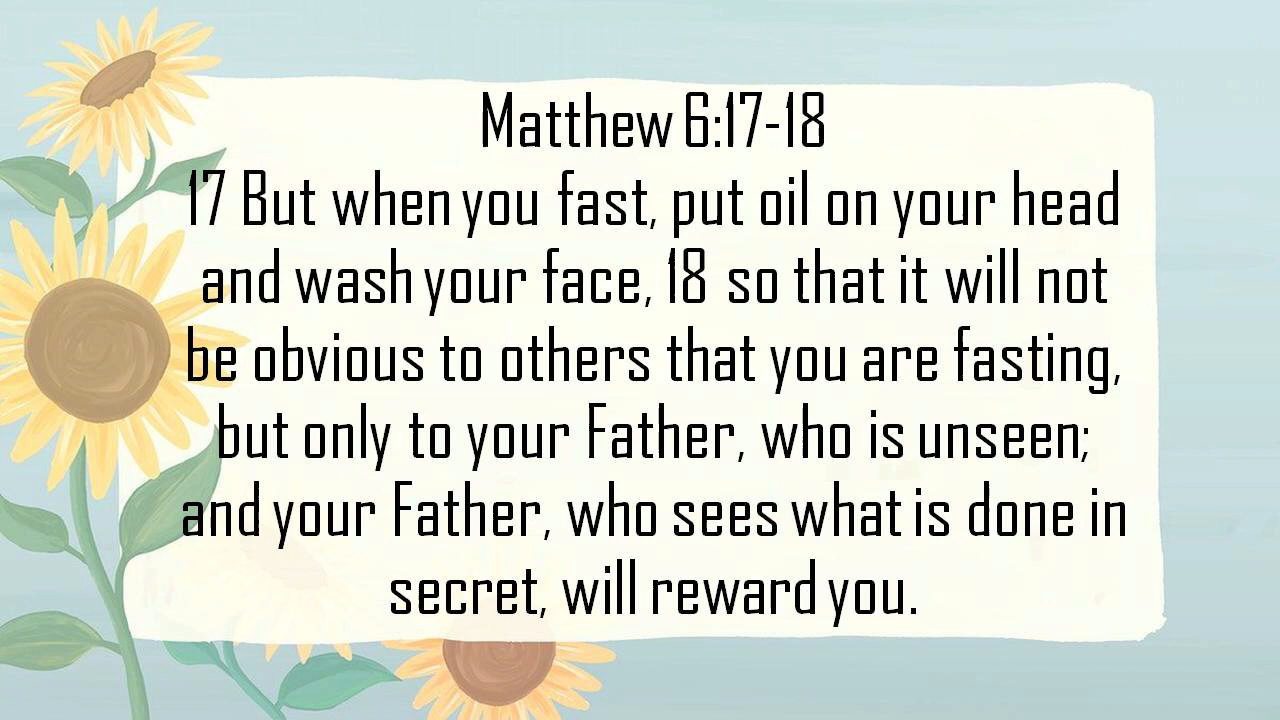 Matthew 6:17-18
17 But when you fast, put oil on your head
and wash your face, 18 so that it will not
be obvious to others that you are fasting,
but only to your Father, who is unseen;
and your Father, who sees what is done in
secret, will reward you.